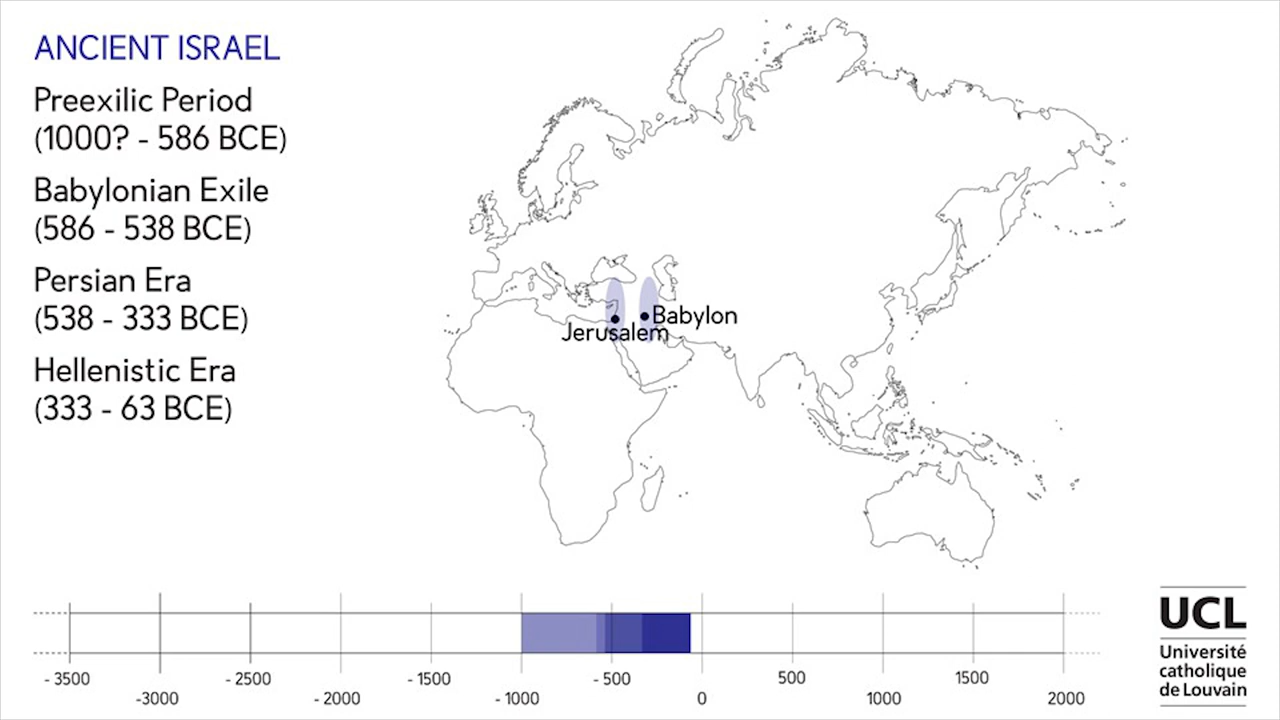 ANCIENT ISRAEL
Preexilic Period
(1000? - 586 BCE)
Babylonian Exile
(586 - 538 BCE)
Persian Era
(538 - 333 BCE)
Hellenistic Era
(333 - 63 BCE)
Babylon
Jerusalem
- 3500
-3000
- 2500
- 2000
- 1500
- 1000
- 500
0
500
1000
1500
2000
UCL
Université
catholique
de Louvain